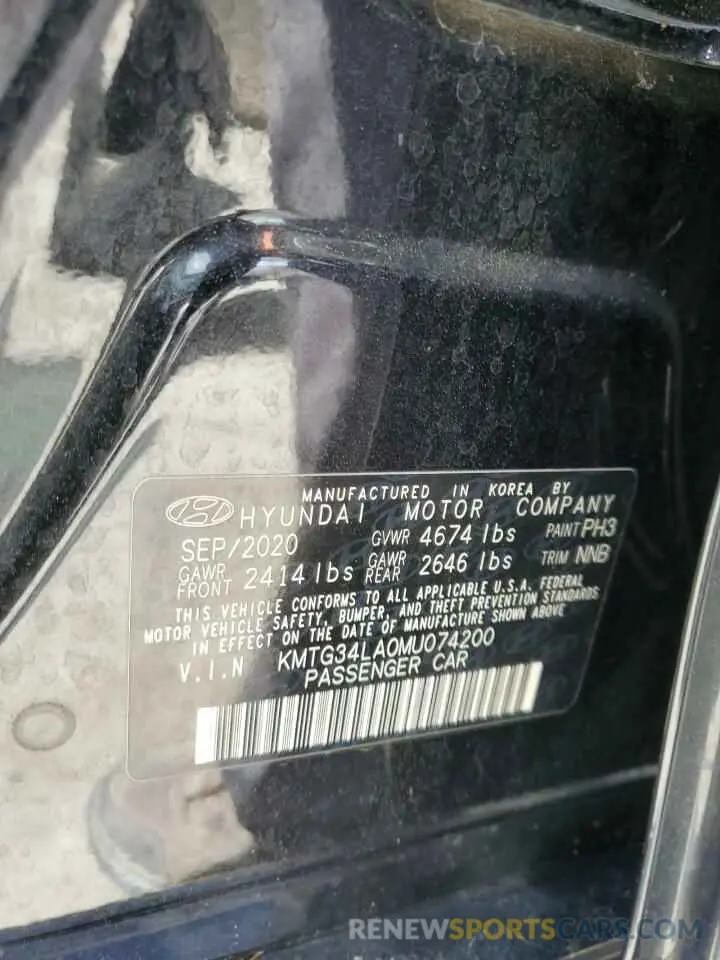 MANUFACTURED IN KOREA BY
HYUNDAI MOTOR COMPANY
SEP/2020 GVWR 4674 lbs PAINT PH3
GAWR FRONT 2414 lbs GAWR REAR 2646 lbs TRIM NNB
THIS VEHICLE CONFORMS TO ALL APPLICABLE U.S.A. FEDERAL
MOTOR VEHICLE SAFETY, BUMPER, AND THEFT PREVENTION STANDARDS
IN EFFECT ON THE DATE OF MANUFACTURE SHOWN ABOVE
V.I.N KMTG34LA0MU074200
PASSENGER CAR
RENEWSPORTSCARS.COM